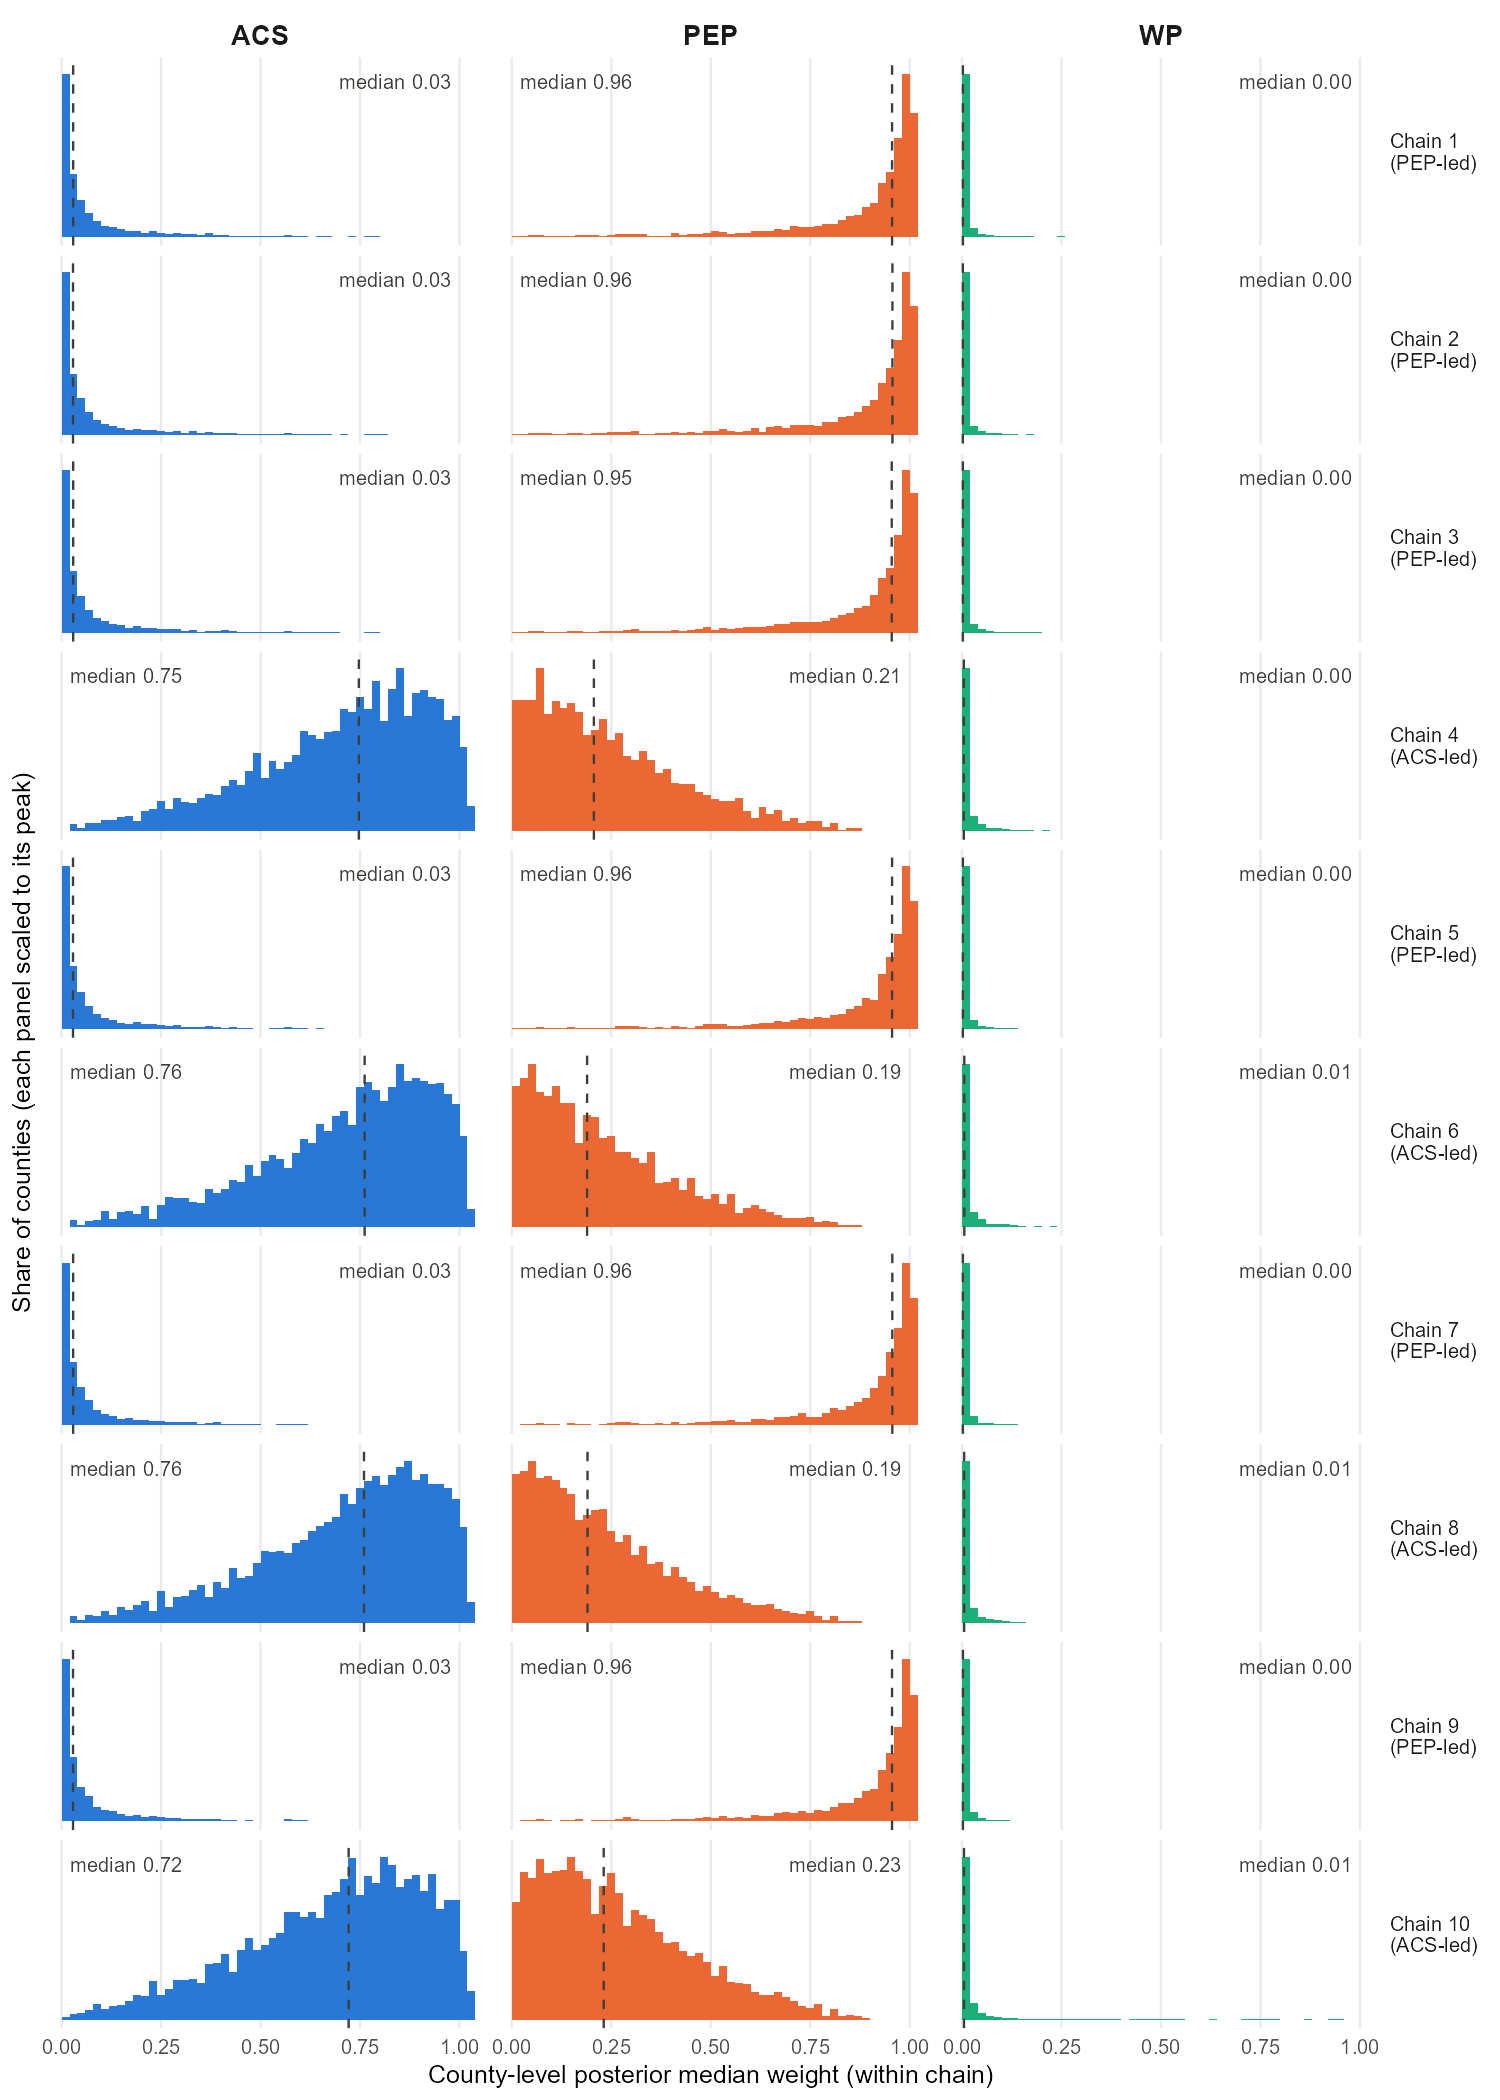 ACS PEP WP
median 0.03 median 0.96 median 0.00
Chain 1
(PEP-led)
median 0.03 median 0.96 median 0.00
Chain 2
(PEP-led)
median 0.03 median 0.95 median 0.00
Chain 3
(PEP-led)
median 0.75 median 0.21 median 0.00
Chain 4
(ACS-led)
median 0.03 median 0.96 median 0.00
Chain 5
(PEP-led)
median 0.76 median 0.19 median 0.01
Chain 6
(ACS-led)
median 0.03 median 0.96 median 0.00
Chain 7
(PEP-led)
median 0.76 median 0.19 median 0.01
Chain 8
(ACS-led)
median 0.03 median 0.96 median 0.00
Chain 9
(PEP-led)
median 0.72 median 0.23 median 0.01
Chain 10
(ACS-led)
0.00 0.25 0.50 0.75 1.00 0.00 0.25 0.50 0.75 1.00 0.00 0.25 0.50 0.75 1.00
County-level posterior median weight (within chain)
Share of counties (each panel scaled to its peak)